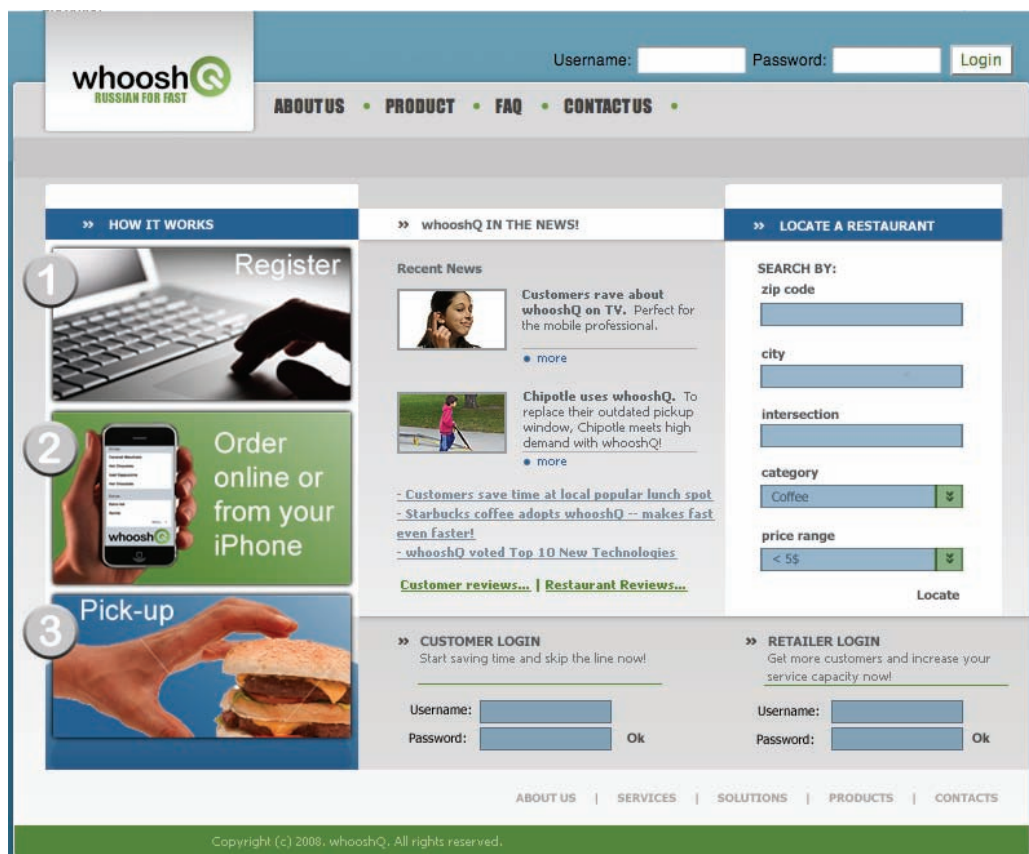 Username:
Password:
Login
whooshQ
RUSSIAN FOR FAST
ABOUT US • PRODUCT • FAQ • CONTACT US •
» HOW IT WORKS
1
Register
2
Order
online or
from your
iPhone
whooshQ
3
Pick-up
» whooshQ IN THE NEWS!
Recent News
Customers rave about
whooshQ on TV. Perfect for
the mobile professional.
• more
Chipotle uses whooshQ. To
replace their outdated pickup
window, Chipotle meets high
demand with whooshQ!
• more
- Customers save time at local popular lunch spot
- Starbucks coffee adopts whooshQ -- makes fast
even faster!
- whooshQ voted Top 10 New Technologies
Customer reviews... | Restaurant Reviews...
» LOCATE A RESTAURANT
SEARCH BY:
zip code
city
intersection
category
Coffee
price range
< 5$
Locate
» CUSTOMER LOGIN
Start saving time and skip the line now!
Username:
Password:
Ok
» RETAILER LOGIN
Get more customers and increase your
service capacity now!
Username:
Password:
Ok
ABOUT US | SERVICES | SOLUTIONS | PRODUCTS | CONTACTS
Copyright (c) 2008. whooshQ. All rights reserved.